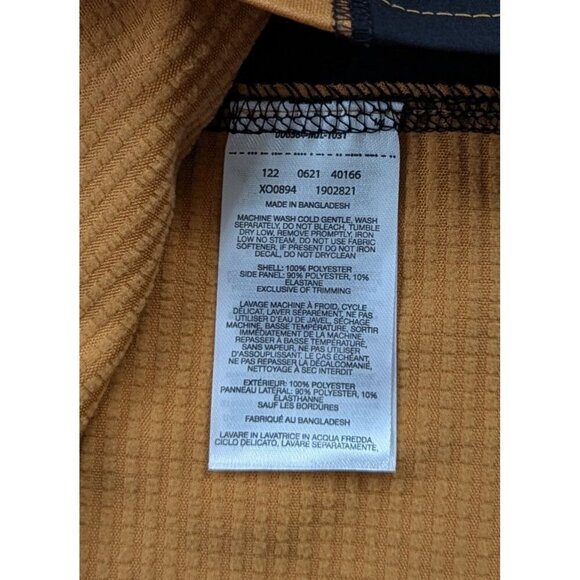 122 0621 40166
XO0894 1902821
MADE IN BANGLADESH
MACHINE WASH COLD GENTLE, WASH
SEPARATELY, DO NOT BLEACH, TUMBLE
DRY LOW, REMOVE PROMPTLY, IRON
LOW NO STEAM, DO NOT USE FABRIC
SOFTENER, IF PRESENT DO NOT IRON
DECAL, DO NOT DRYCLEAN
SHELL: 100% POLYESTER
SIDE PANEL: 90% POLYESTER, 10%
ELASTANE
EXCLUSIVE OF TRIMMING
LAVAGE MACHINE À FROID, CYCLE
DÉLICAT, LAVER SÉPARÉMENT, NE PAS
UTILISER D'EAU DE JAVEL, SÉCHAGE
MACHINE, BASSE TEMPÉRATURE, SORTIR
IMMÉDIATEMENT DE LA MACHINE,
REPASSER À BASSE TEMPÉRATURE,
SANS VAPEUR, NE PAS UTILISER
D'ASSOUPLISSANT. LE CAS ÉCHEANT,
NE PAS REPASSER LA DÉCALCOMANIE,
NETTOYAGE À SEC INTERDIT
EXTÉRIEUR: 100% POLYESTER
PANNEAU LATÉRAL: 90% POLYESTER, 10%
ÉLASTHANNE
SAUF LES BORDURES
FABRIQUÉ AU BANGLADESH
LAVARE IN LAVATRICE IN ACQUA FREDDA,
CICLO DELICATO, LAVARE SEPARATAMENTE,